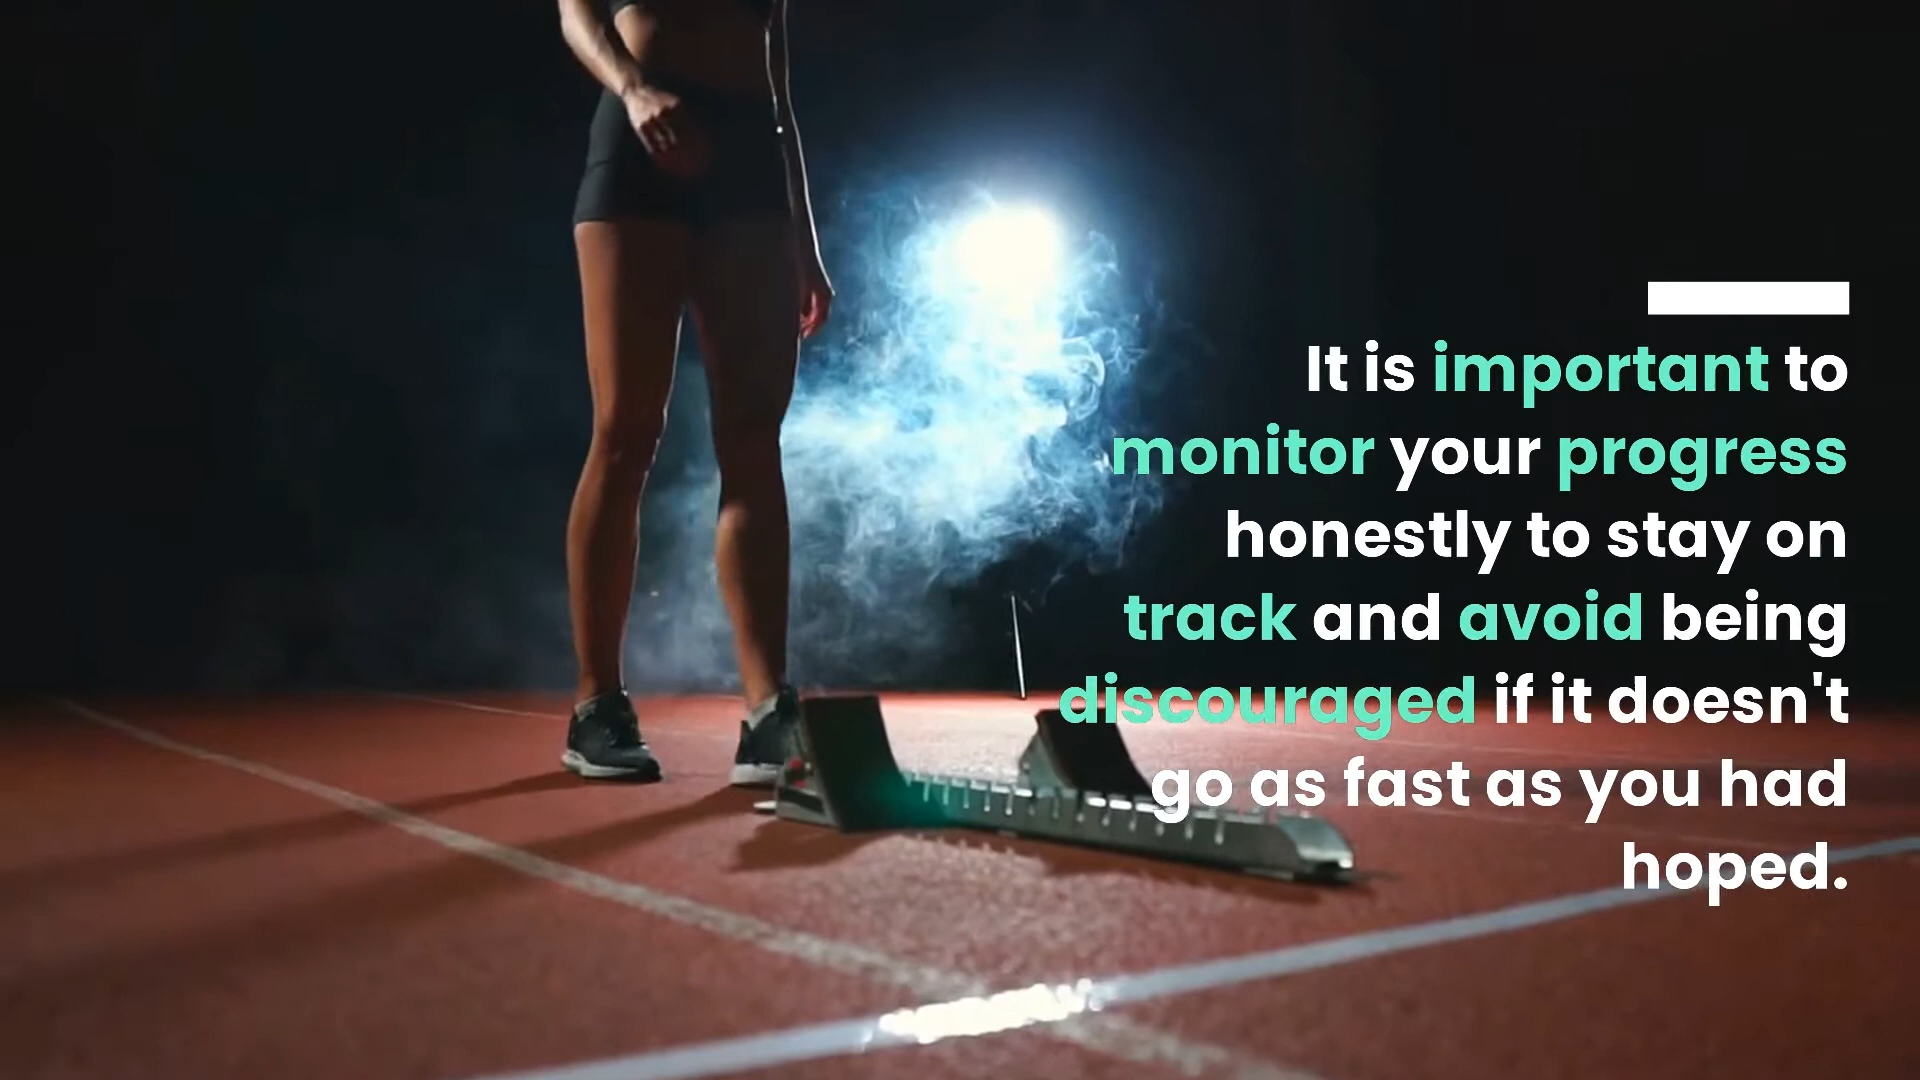 It is important to
monitor your progress
honestly to stay on
track and avoid being
discouraged if it doesn't
go as fast as you had
hoped.